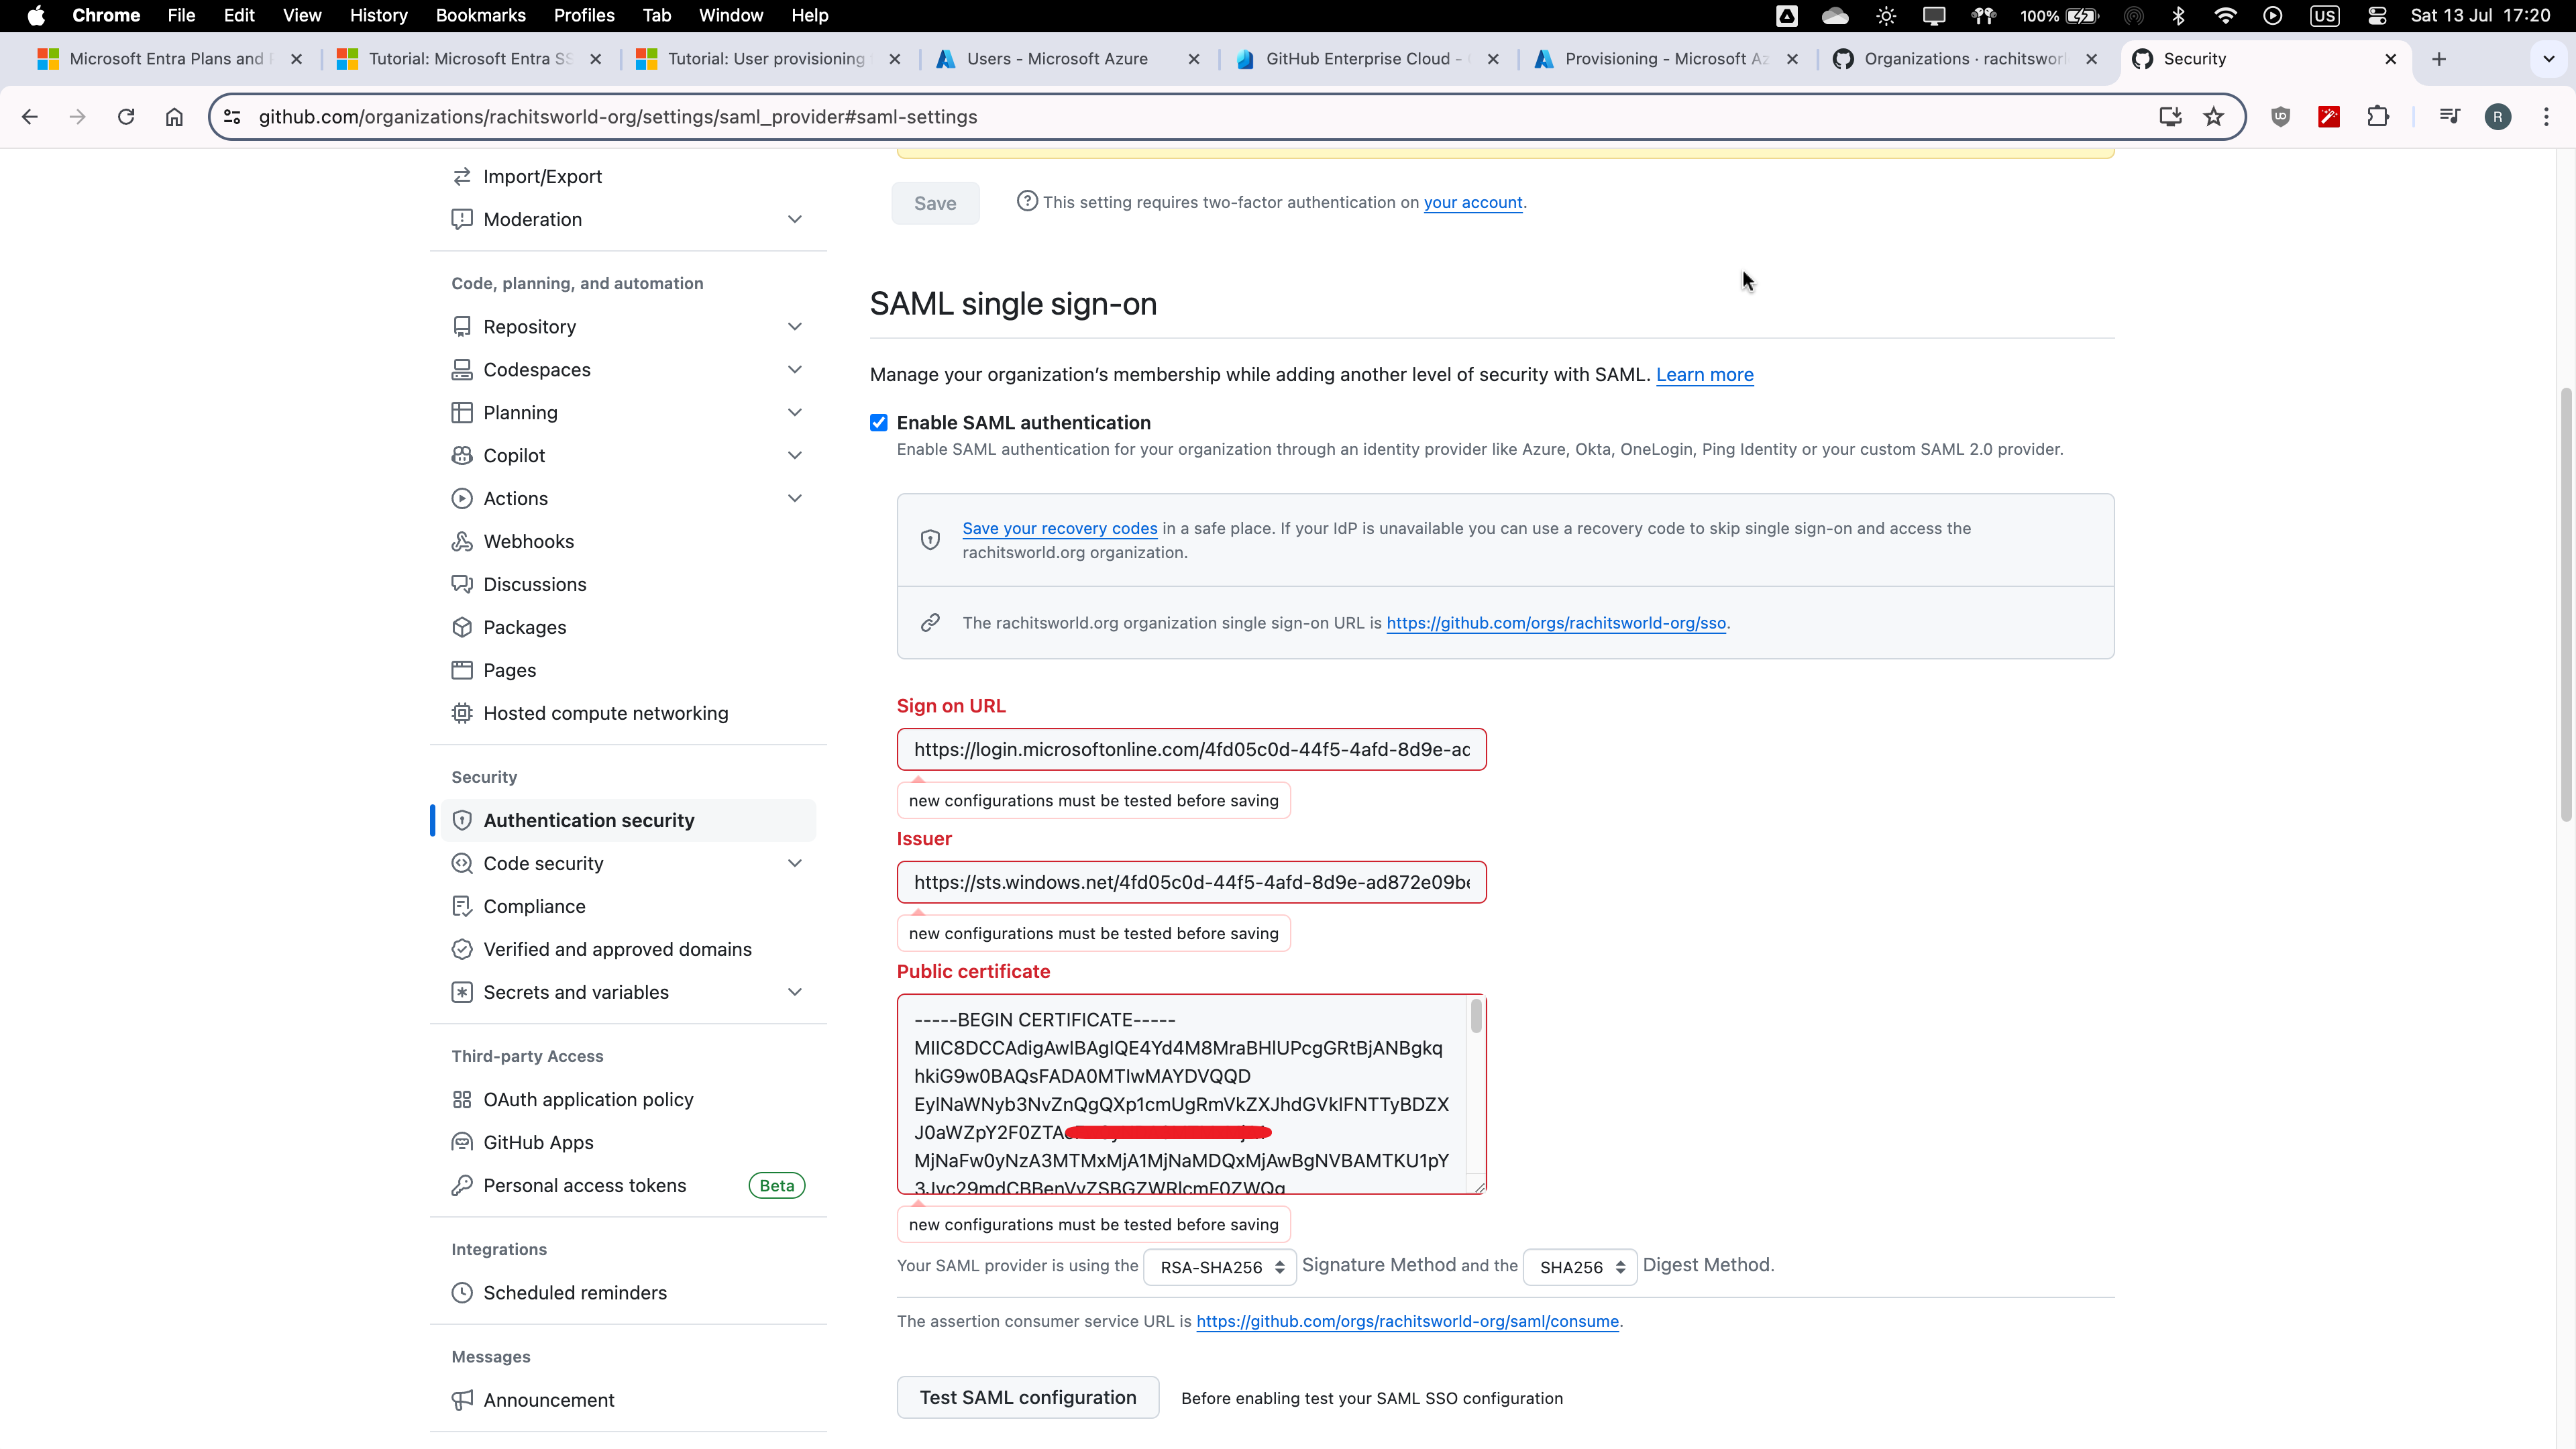 Chrome File Edit View History Bookmarks Profiles Tab Window Help 100% US Sat 13 Jul 17:20
Microsoft Entra Plans and
Tutorial: Microsoft Entra SS
Tutorial: User provisioning
Users - Microsoft Azure
GitHub Enterprise Cloud -
Provisioning - Microsoft Az
Organizations · rachitsworl
Security
github.com/organizations/rachitsworld-org/settings/saml_provider#saml-settings
R
Import/Export
Moderation
Code, planning, and automation
Repository
Codespaces
Planning
Copilot
Actions
Webhooks
Discussions
Packages
Pages
Hosted compute networking
Security
Authentication security
Code security
Compliance
Verified and approved domains
Secrets and variables
Third-party Access
OAuth application policy
GitHub Apps
Personal access tokens Beta
Integrations
Scheduled reminders
Messages
Announcement
Save
This setting requires two-factor authentication on your account.
SAML single sign-on
Manage your organization’s membership while adding another level of security with SAML. Learn more
Enable SAML authentication
Enable SAML authentication for your organization through an identity provider like Azure, Okta, OneLogin, Ping Identity or your custom SAML 2.0 provider.
Save your recovery codes in a safe place. If your IdP is unavailable you can use a recovery code to skip single sign-on and access the
rachitsworld.org organization.
The rachitsworld.org organization single sign-on URL is https://github.com/orgs/rachitsworld-org/sso.
Sign on URL
https://login.microsoftonline.com/4fd05c0d-44f5-4afd-8d9e-ad
new configurations must be tested before saving
Issuer
https://sts.windows.net/4fd05c0d-44f5-4afd-8d9e-ad872e09be
new configurations must be tested before saving
Public certificate
-----BEGIN CERTIFICATE-----
MIIC8DCCAdigAwIBAgIQE4Yd4M8MraBHlUPcgGRtBjANBgkq
hkiG9w0BAQsFADA0MTIwMAYDVQQD
EylNaWNyb3NvZnQgQXp1cmUgRmVkZXJhdGVkIFNTTyBDZX
J0aWZpY2F0ZTAe
MjNaFw0yNzA3MTMxMjA1MjNaMDQxMjAwBgNVBAMTKU1pY
3Jvc29mdCBBenVyZSBGZWRlcmF0ZWQg
new configurations must be tested before saving
Your SAML provider is using the RSA-SHA256 Signature Method and the SHA256 Digest Method.
The assertion consumer service URL is https://github.com/orgs/rachitsworld-org/saml/consume.
Test SAML configuration
Before enabling test your SAML SSO configuration